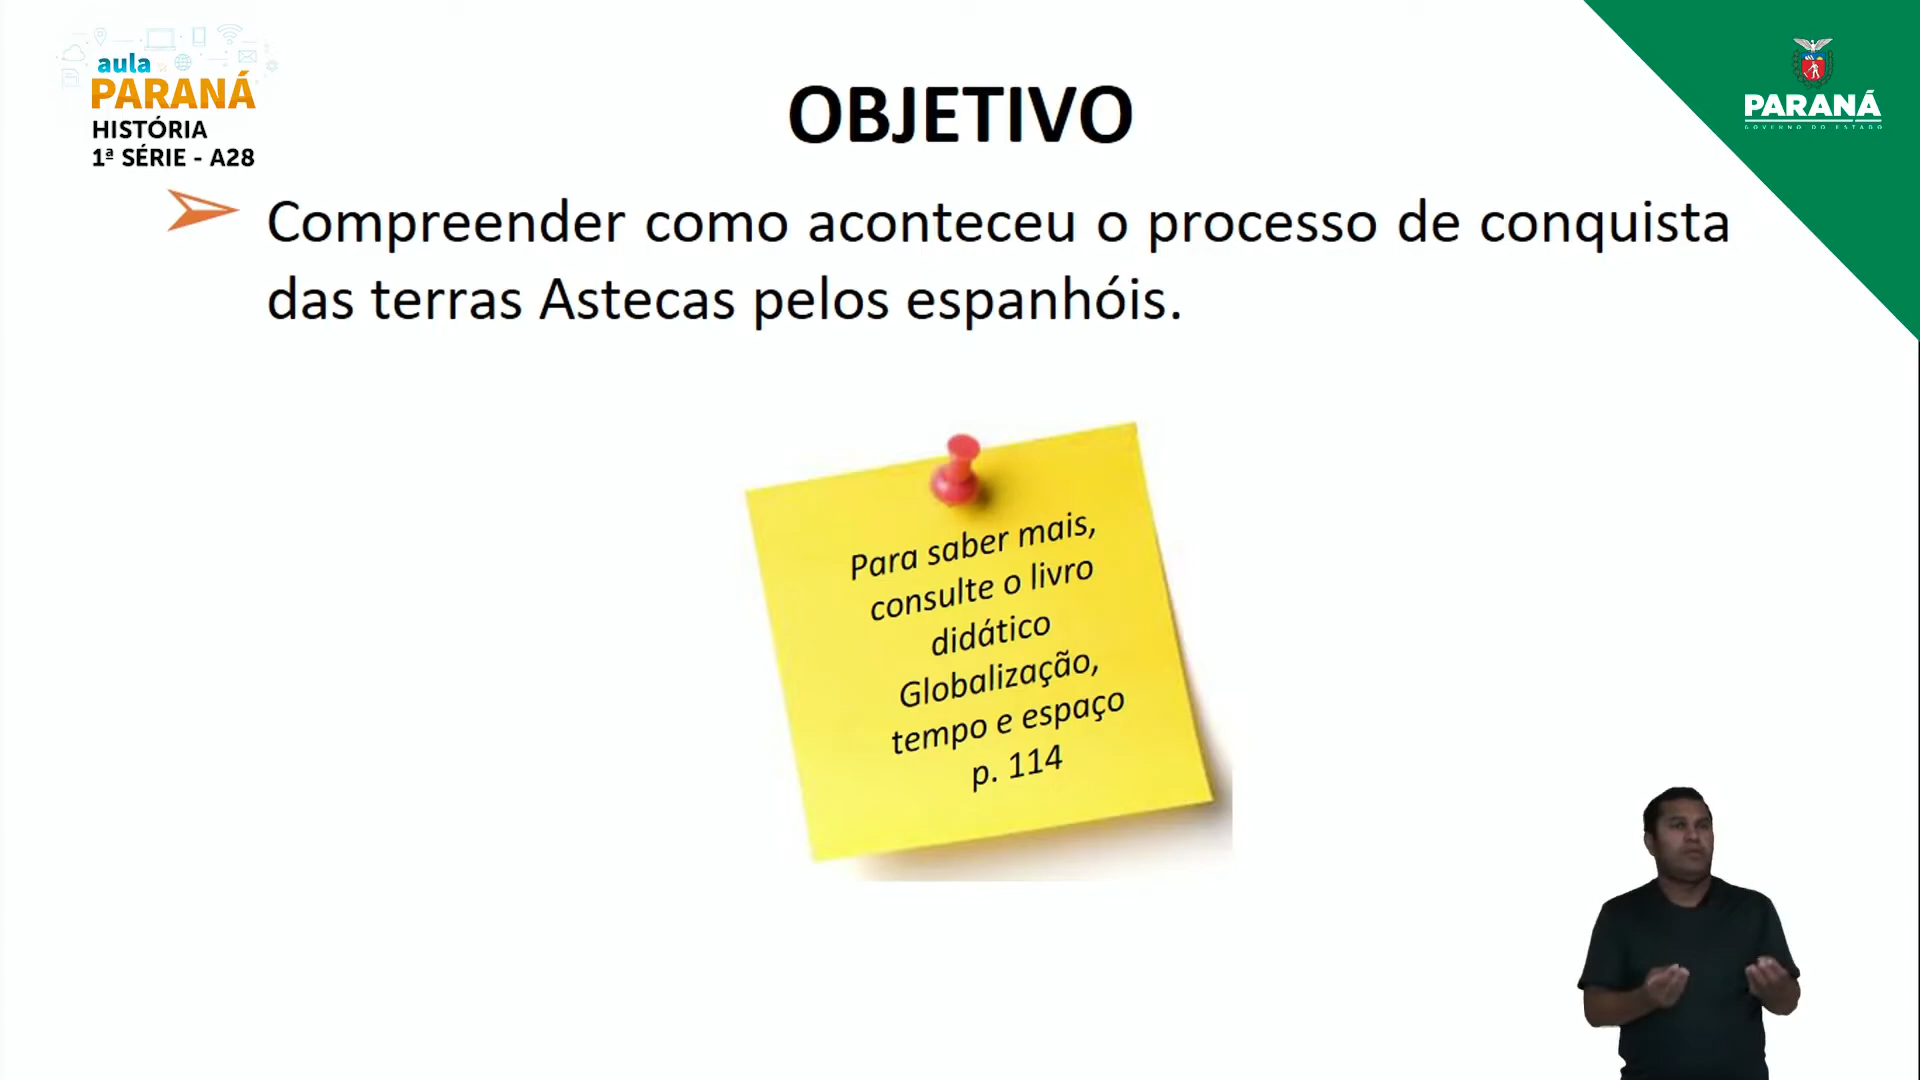 aula
PARANÁ
HISTÓRIA
1ª SÉRIE - A28
OBJETIVO
PARANÁ
GOVERNO DO ESTADO
Compreender como aconteceu o processo de conquista
das terras Astecas pelos espanhóis.
Para saber mais,
consulte o livro
didático
Globalização,
tempo e espaço
p. 114